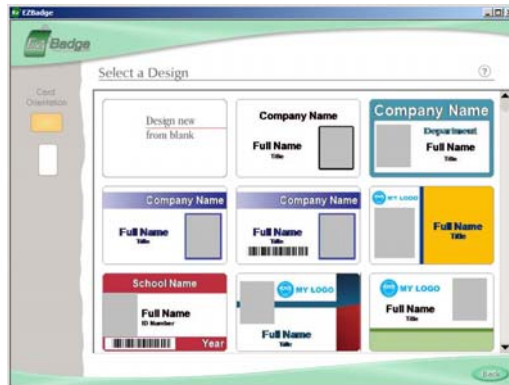 EZBadge
Ez Badge
Select a Design
?
Card
Orientation
Design new
from blank
Company Name
Full Name
Title
Company Name
Department
Full Name
Title
Company Name
Full Name
Title
Company Name
Full Name
Title
MY LOGO
Full Name
Title
School Name
Full Name
ID Number
Year
MY LOGO
Full Name
Title
MY LOGO
Full Name
Title
Back